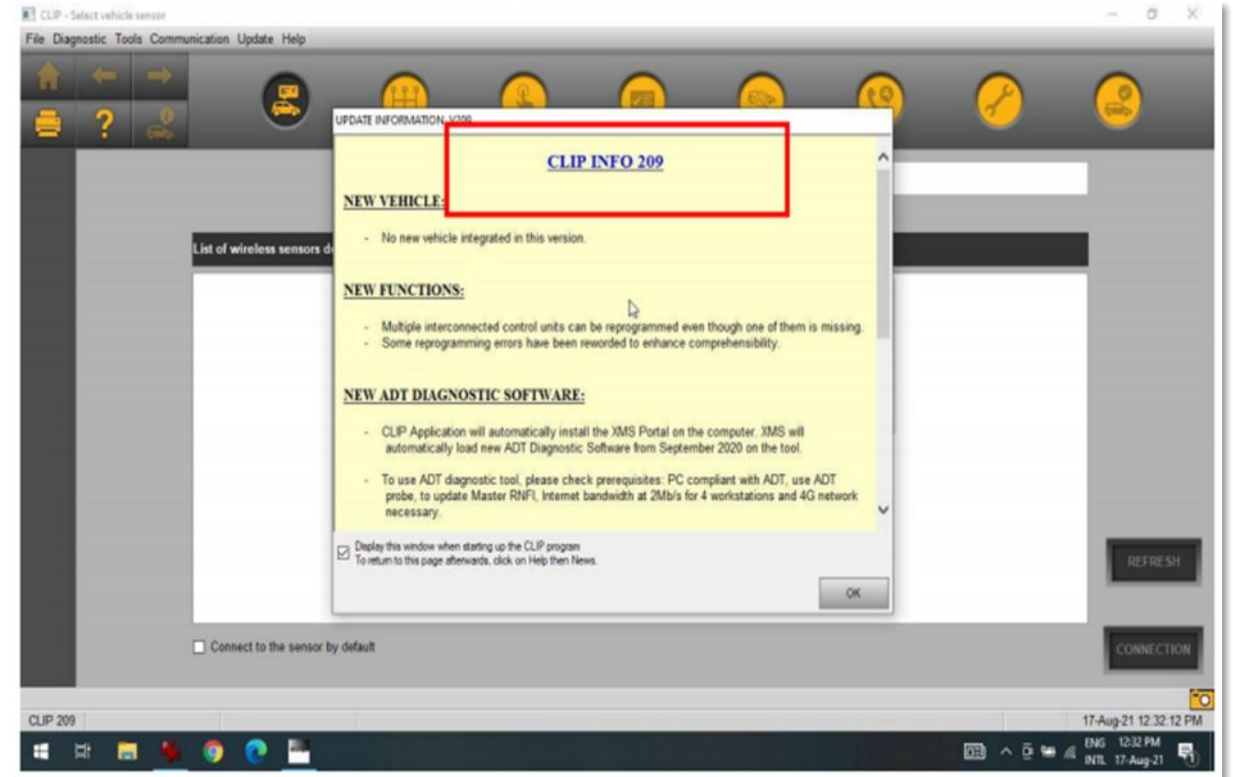 CLIP - Select vehicle sensor
File Diagnostic Tools Communication Update Help
UPDATE INFORMATION V209
CLIP INFO 209
NEW VEHICLE:
- No new vehicle integrated in this version.
List of wireless sensors
NEW FUNCTIONS:
- Multiple interconnected control units can be reprogrammed even though one of them is missing.
- Some reprogramming errors have been reworded to enhance comprehensibility.
NEW ADT DIAGNOSTIC SOFTWARE:
- CLIP Application will automatically install the XMS Portal on the computer. XMS will
automatically load new ADT Diagnostic Software from September 2020 on the tool.
- To use ADT diagnostic tool, please check prerequisites: PC compliant with ADT, use ADT
probe, to update Master RNFI, Internet bandwidth at 2Mb/s for 4 workstations and 4G network
necessary.
Display this window when starting up the CLIP program
To return to this page afterwards, click on Help then News.
OK
REFRESH
Connect to the sensor by default
CONNECTION
CLIP 209
17-Aug-21 12:32:12 PM
ENG 12:32 PM
INTL 17-Aug-21